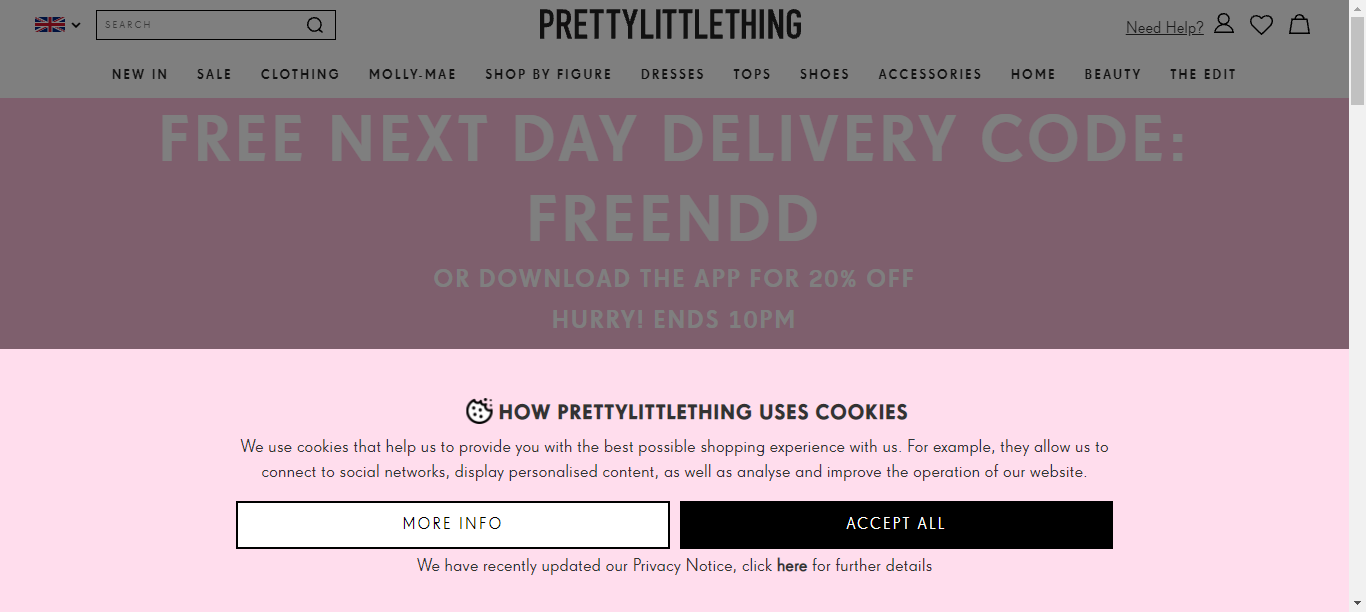 SEARCH
PRETTYLITTLETHING
Need Help?
NEW IN SALE CLOTHING MOLLY-MAE SHOP BY FIGURE DRESSES TOPS SHOES ACCESSORIES HOME BEAUTY THE EDIT
FREE NEXT DAY DELIVERY CODE:
FREENDD
OR DOWNLOAD THE APP FOR 20% OFF
HURRY! ENDS 10PM
HOW PRETTYLITTLETHING USES COOKIES
We use cookies that help us to provide you with the best possible shopping experience with us. For example, they allow us to
connect to social networks, display personalised content, as well as analyse and improve the operation of our website.
MORE INFO
ACCEPT ALL
We have recently updated our Privacy Notice, click here for further details